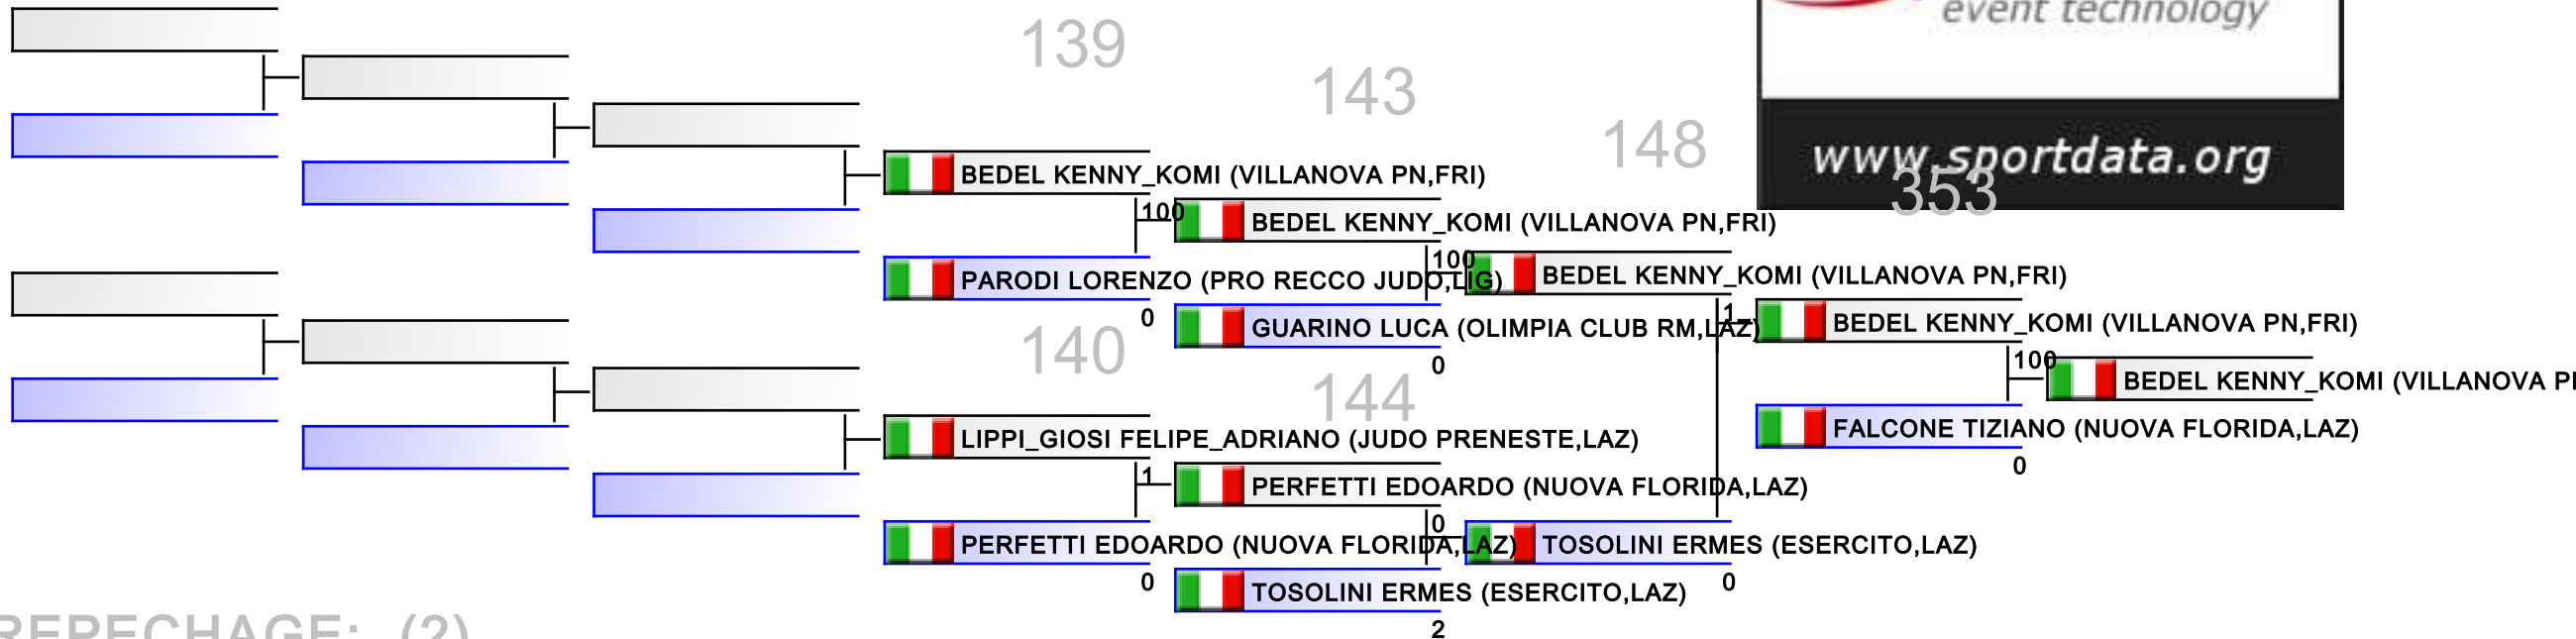 event technology
139
143
148
www.sportdata.org
353
BEDEL KENNY_KOMI (VILLANOVA PN,FRI)
100
BEDEL KENNY_KOMI (VILLANOVA PN,FRI)
100
PARODI LORENZO (PRO RECCO JUDO,LIG)
BEDEL KENNY_KOMI (VILLANOVA PN,FRI)
0
1
GUARINO LUCA (OLIMPIA CLUB RM,LAZ)
BEDEL KENNY_KOMI (VILLANOVA PN,FRI)
140
0
100
BEDEL KENNY_KOMI (VILLANOVA
144
LIPPI_GIOSI FELIPE_ADRIANO (JUDO PRENESTE,LAZ)
FALCONE TIZIANO (NUOVA FLORIDA,LAZ)
0
1
PERFETTI EDOARDO (NUOVA FLORIDA,LAZ)
0
PERFETTI EDOARDO (NUOVA FLORIDA,LAZ)
TOSOLINI ERMES (ESERCITO,LAZ)
0
0
TOSOLINI ERMES (ESERCITO,LAZ)
2
REPECHAGE: (2)